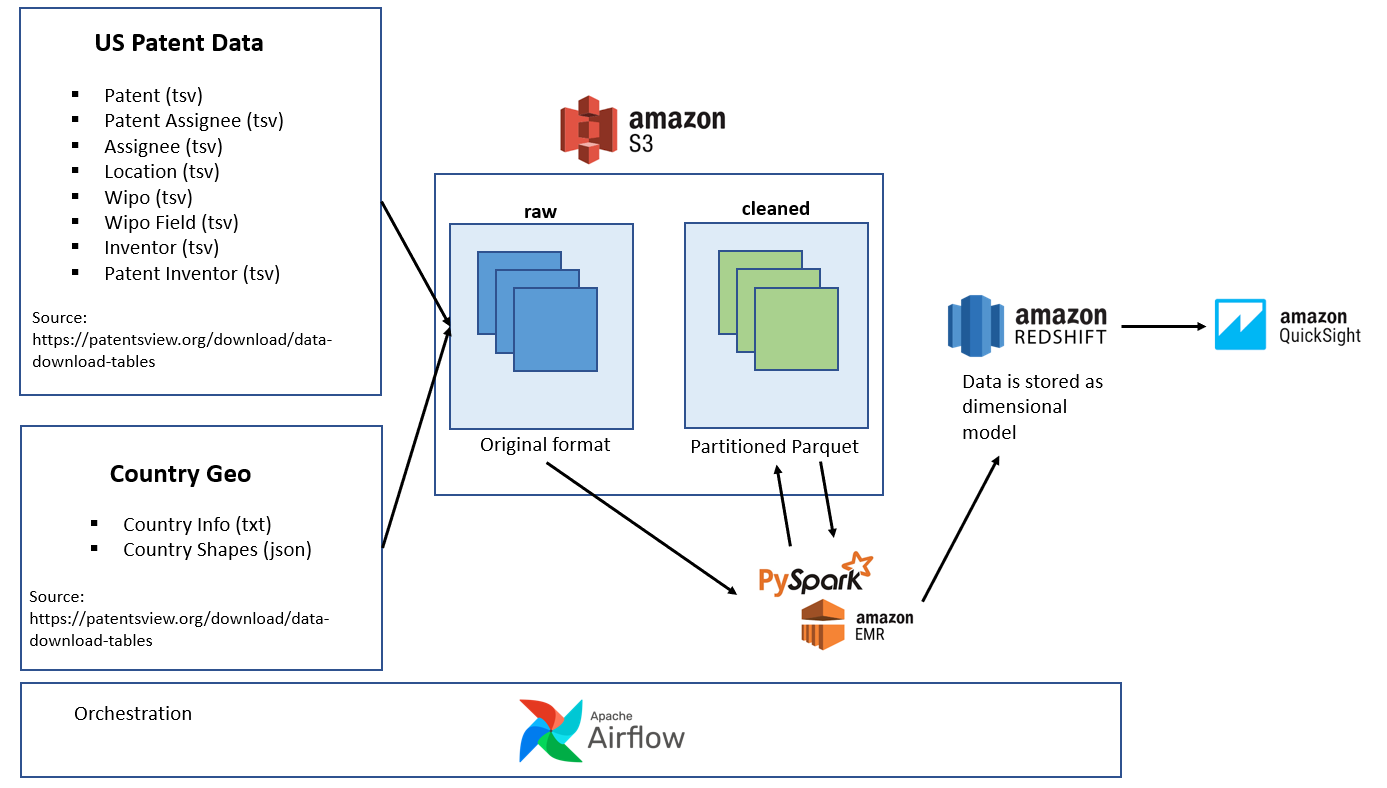 US Patent Data
Patent (tsv)
Patent Assignee (tsv)
Assignee (tsv)
Location (tsv)
Wipo (tsv)
Wipo Field (tsv)
Inventor (tsv)
Patent Inventor (tsv)
Source:
https://patentsview.org/download/data-
download-tables
Country Geo
Country Info (txt)
Country Shapes (json)
Source:
https://patentsview.org/download/data-
download-tables
amazon
S3
raw
cleaned
Original format
Partitioned Parquet
PySpark
amazon
EMR
amazon
REDSHIFT
Data is stored as
dimensional
model
amazon
QuickSight
Orchestration
Apache
Airflow